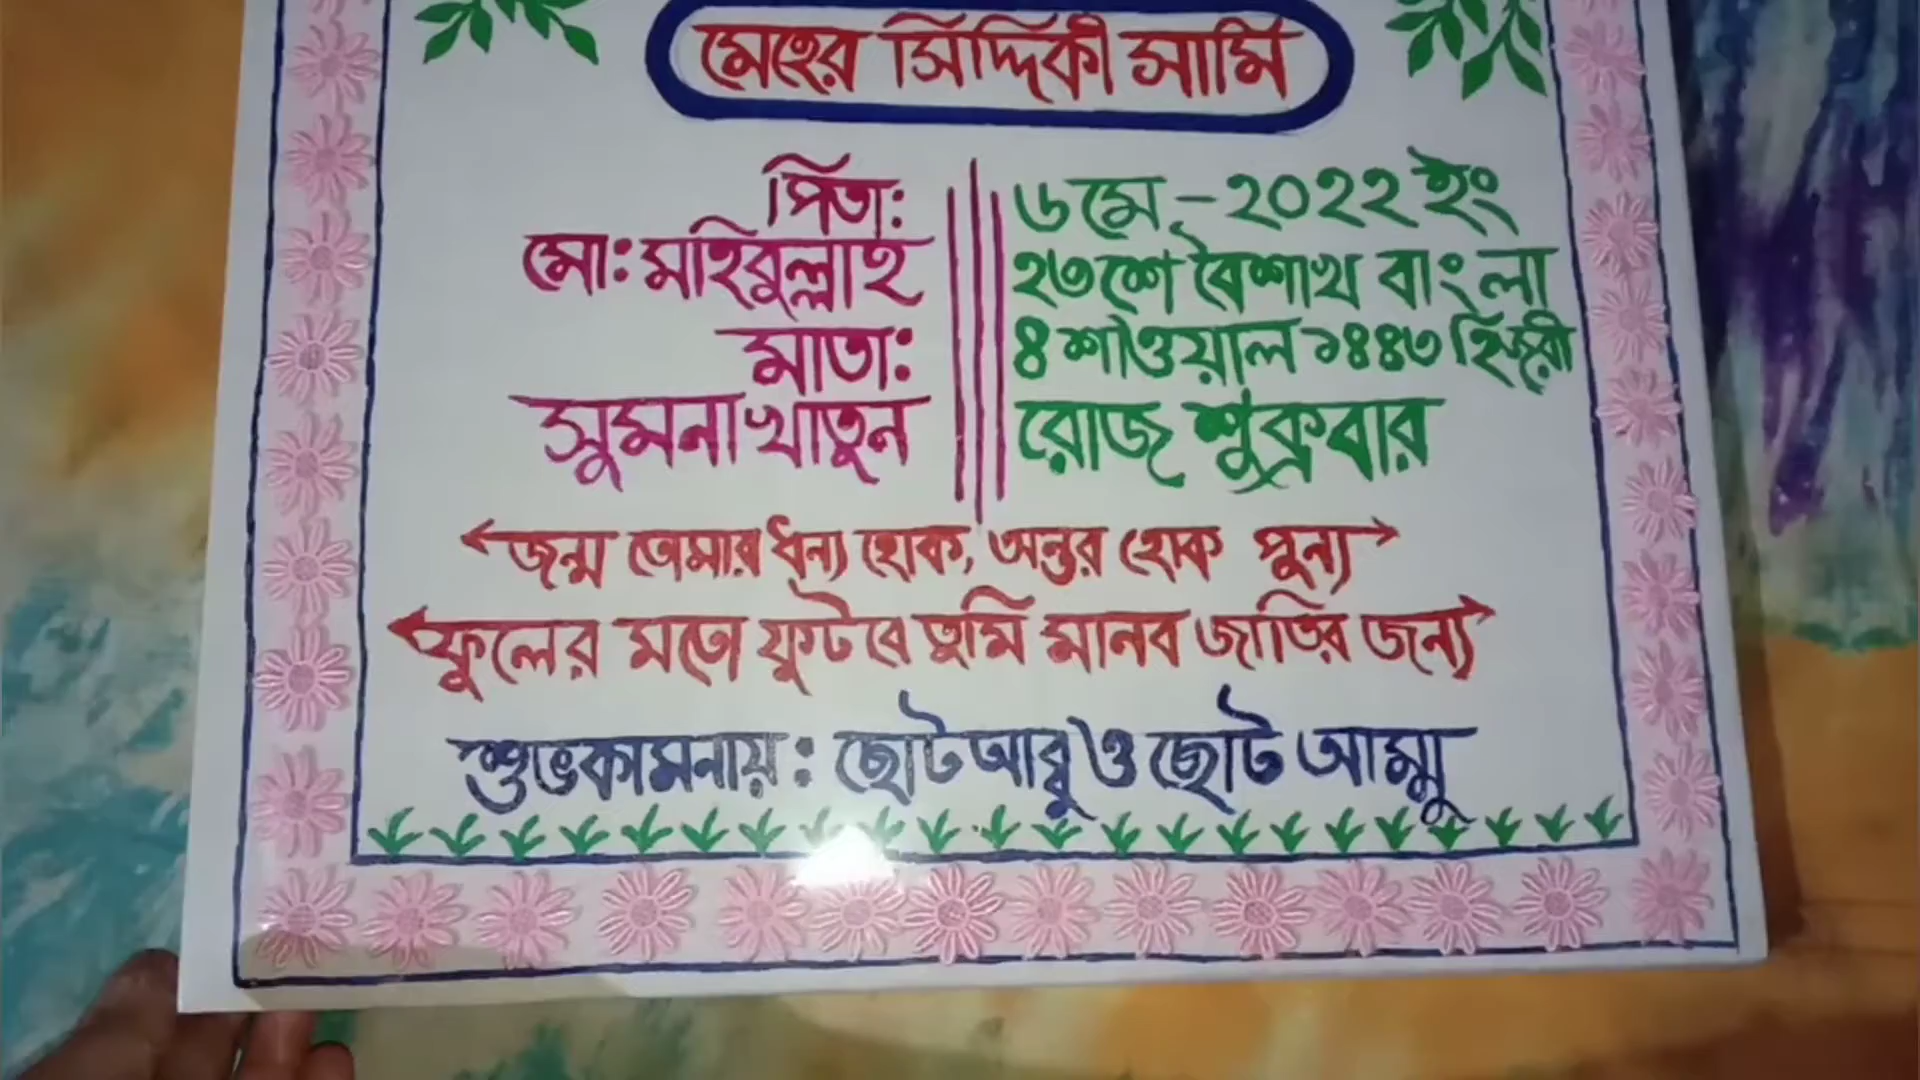 মেহের সিদ্দিকী সামি
পিতা:
মো: মহিবুল্লাহ
মাতা:
সুমনা খাতুন
৬ মে - ২০২২ ইং
২৩শে বৈশাখ বাংলা
৪ শাওয়াল ১৪৪৩ হিজরী
রোজ শুক্রবার
জন্ম তোমার ধন্য হোক, অন্তর হোক পুন্য
ফুলের মতো ফুটবে তুমি মানব জাতির জন্য
শুভকামনায় : ছোট আব্বু ও ছোট আম্মু